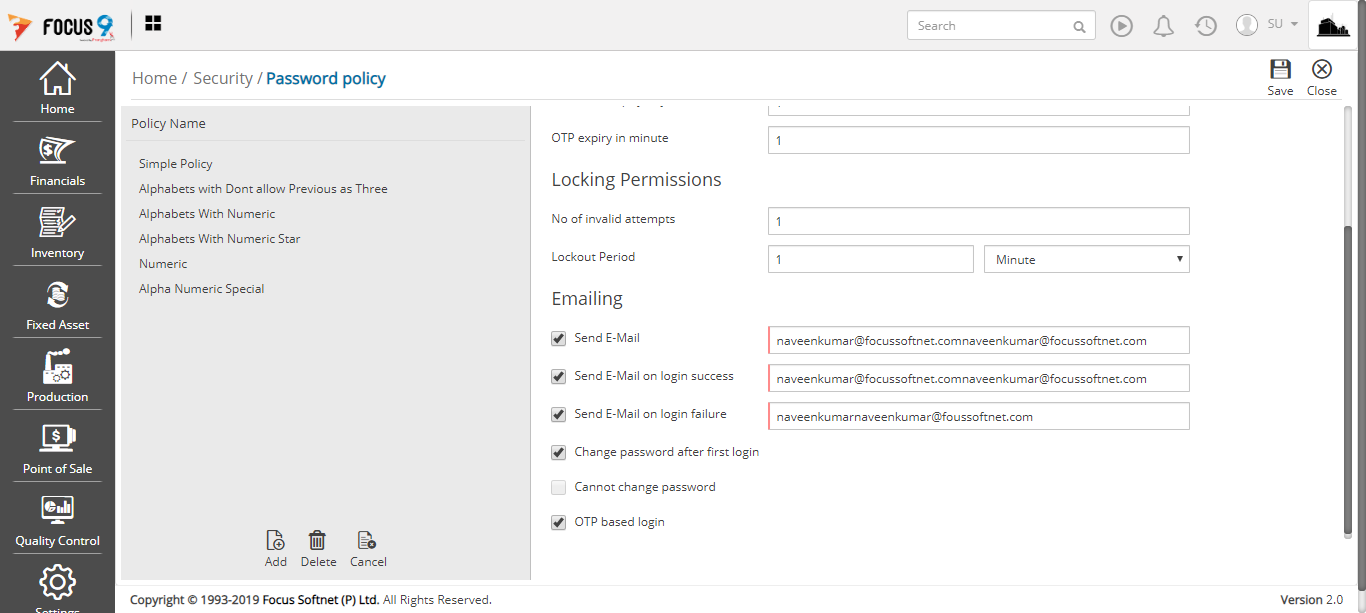 FOCUS 9
Search
SU
Home / Security / Password policy
Save
Close
Home
Financials
Inventory
Fixed Asset
Production
Point of Sale
Quality Control
Settings
Policy Name
Simple Policy
Alphabets with Dont allow Previous as Three
Alphabets With Numeric
Alphabets With Numeric Star
Numeric
Alpha Numeric Special
Add
Delete
Cancel
OTP expiry in minute
1
Locking Permissions
No of invalid attempts
1
Lockout Period
1
Minute
Emailing
Send E-Mail
naveenkumar@focussoftnet.comnaveenkumar@focussoftnet.com
Send E-Mail on login success
naveenkumar@focussoftnet.comnaveenkumar@focussoftnet.com
Send E-Mail on login failure
naveenkumarnaveenkumar@foussoftnet.com
Change password after first login
Cannot change password
OTP based login
Copyright © 1993-2019 Focus Softnet (P) Ltd. All Rights Reserved.
Version 2.0